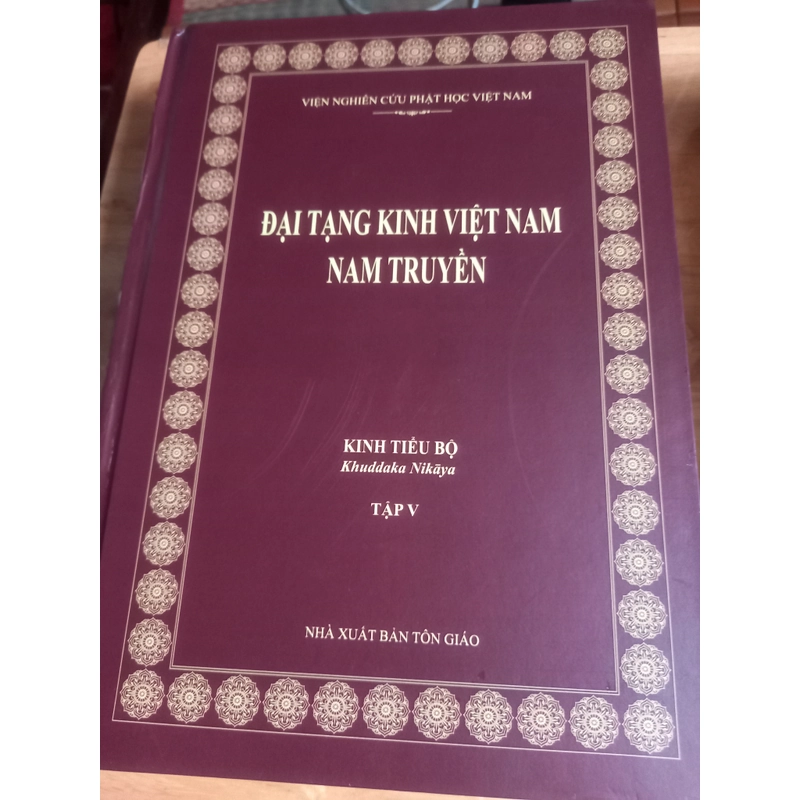 VIỆN NGHIÊN CỨU PHẬT HỌC VIỆT NAM
ĐẠI TẠNG KINH VIỆT NAM
NAM TRUYỀN
KINH TIỂU BỘ
Khuddaka Nikāya
TẬP V
NHÀ XUẤT BẢN TÔN GIÁO